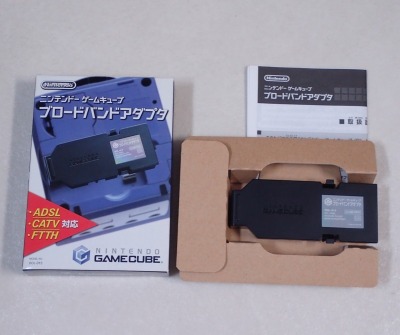 Nintendo
ニンテンドー ゲームキューブ
ブロードバンドアダプタ
・ADSL
・CATV 対応
・FTTH
NINTENDO
GAMECUBE
Nintendo
ニンテンドー ゲームキューブ
ブロードバンドアダプタ